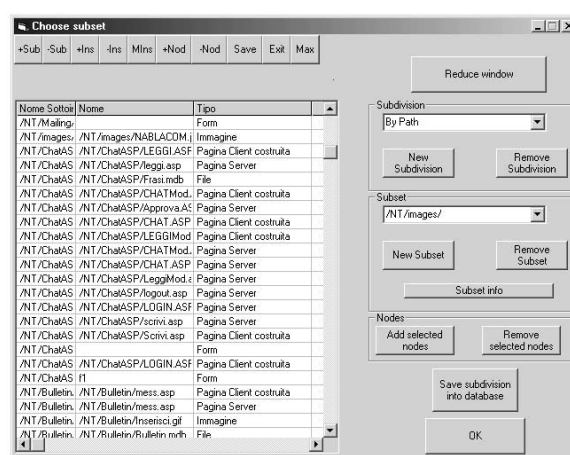 Choose subset
+Sub -Sub +Ins -Ins MIns +Nod -Nod Save Exit Max
Reduce window
Nome Sottoin Nome Tipo
/NT/Mailing, Form
/NT/images, /NT/images/NABLACOM.j Immagine
/NT/ChatAS /NT/ChatASP/LEGGI.ASF Pagina Client costruita
/NT/ChatAS /NT/ChatASP/leggi.asp Pagina Server
/NT/ChatAS /NT/ChatASP/Frasi.mdb File
/NT/ChatAS /NT/ChatASP/CHATMod. Pagina Client costruita
/NT/ChatAS /NT/ChatASP/Approva.AS Pagina Server
/NT/ChatAS /NT/ChatASP/CHAT.ASP Pagina Client costruita
/NT/ChatAS /NT/ChatASP/LEGGIMod Pagina Client costruita
/NT/ChatAS /NT/ChatASP/CHATMod. Pagina Server
/NT/ChatAS /NT/ChatASP/CHAT.ASP Pagina Server
/NT/ChatAS /NT/ChatASP/LeggiMod.a Pagina Server
/NT/ChatAS /NT/ChatASP/logout.asp Pagina Server
/NT/ChatAS /NT/ChatASP/LOGIN.ASF Pagina Server
/NT/ChatAS /NT/ChatASP/scrivi.asp Pagina Server
/NT/ChatAS /NT/ChatASP/Scrivi.asp Pagina Client costruita
/NT/ChatAS Form
/NT/ChatAS /NT/ChatASP/LOGIN.ASF Pagina Client costruita
/NT/ChatAS f1 Form
/NT/Bulletin, /NT/Bulletin/mess.asp Pagina Client costruita
/NT/Bulletin, /NT/Bulletin/mess.asp Pagina Server
/NT/Bulletin, /NT/Bulletin/Inserisci.gif Immagine
/NT/Bulletin, /NT/Bulletin/Bulletin.mdb File
Subdivision
By Path
New Subdivision
Remove Subdivision
Subset
/NT/images/
New Subset
Remove Subset
Subset info
Nodes
Add selected nodes
Remove selected nodes
Save subdivision
into database
OK